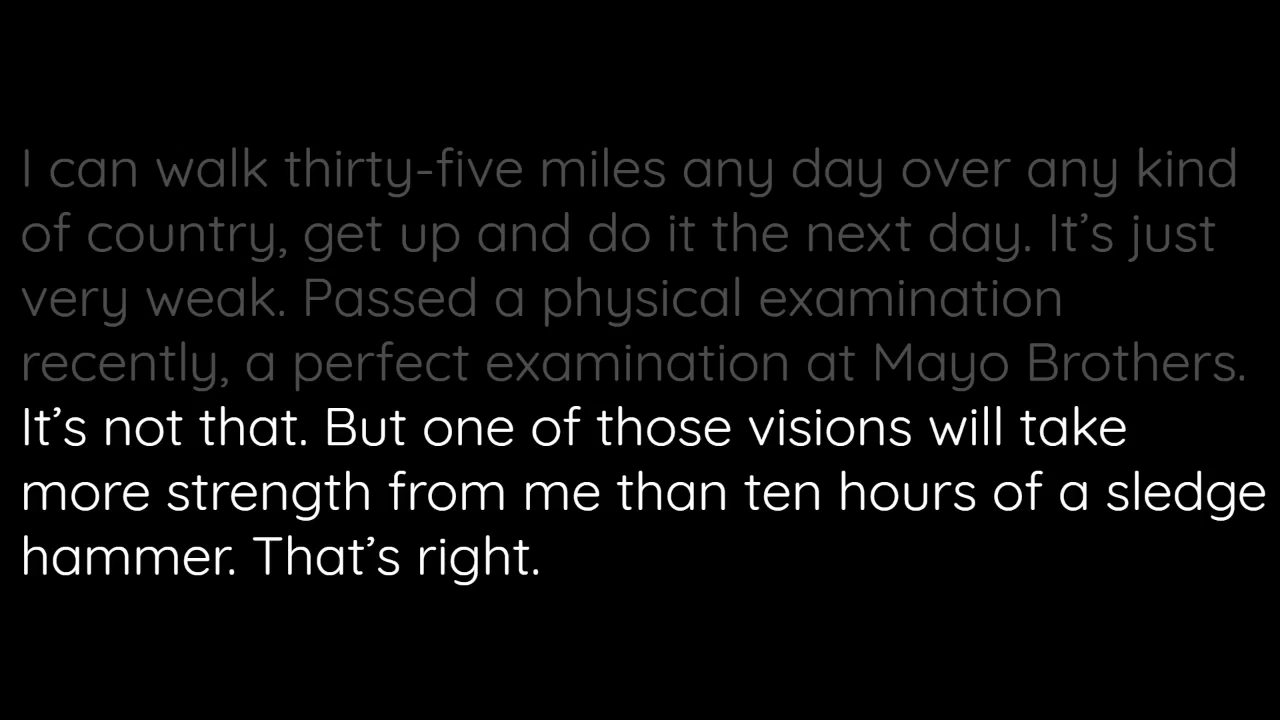 I can walk thirty-five miles any day over any kind
of country, get up and do it the next day. It’s just
very weak. Passed a physical examination
recently, a perfect examination at Mayo Brothers.
It’s not that. But one of those visions will take
more strength from me than ten hours of a sledge
hammer. That’s right.